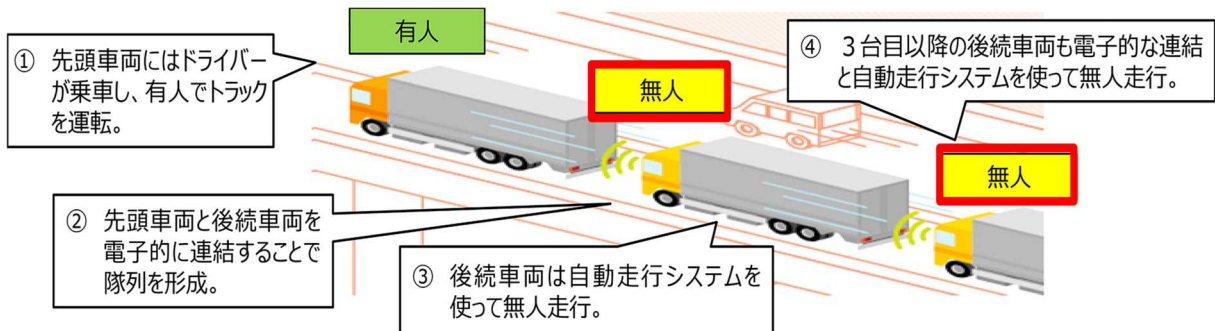 有人
① 先頭車両にはドライバー
が乗車し、有人でトラック
を運転。
無人
④ ３台目以降の後続車両も電子的な連結
と自動走行システムを使って無人走行。
無人
② 先頭車両と後続車両を
電子的に連結することで
隊列を形成。
③ 後続車両は自動走行システムを
使って無人走行。